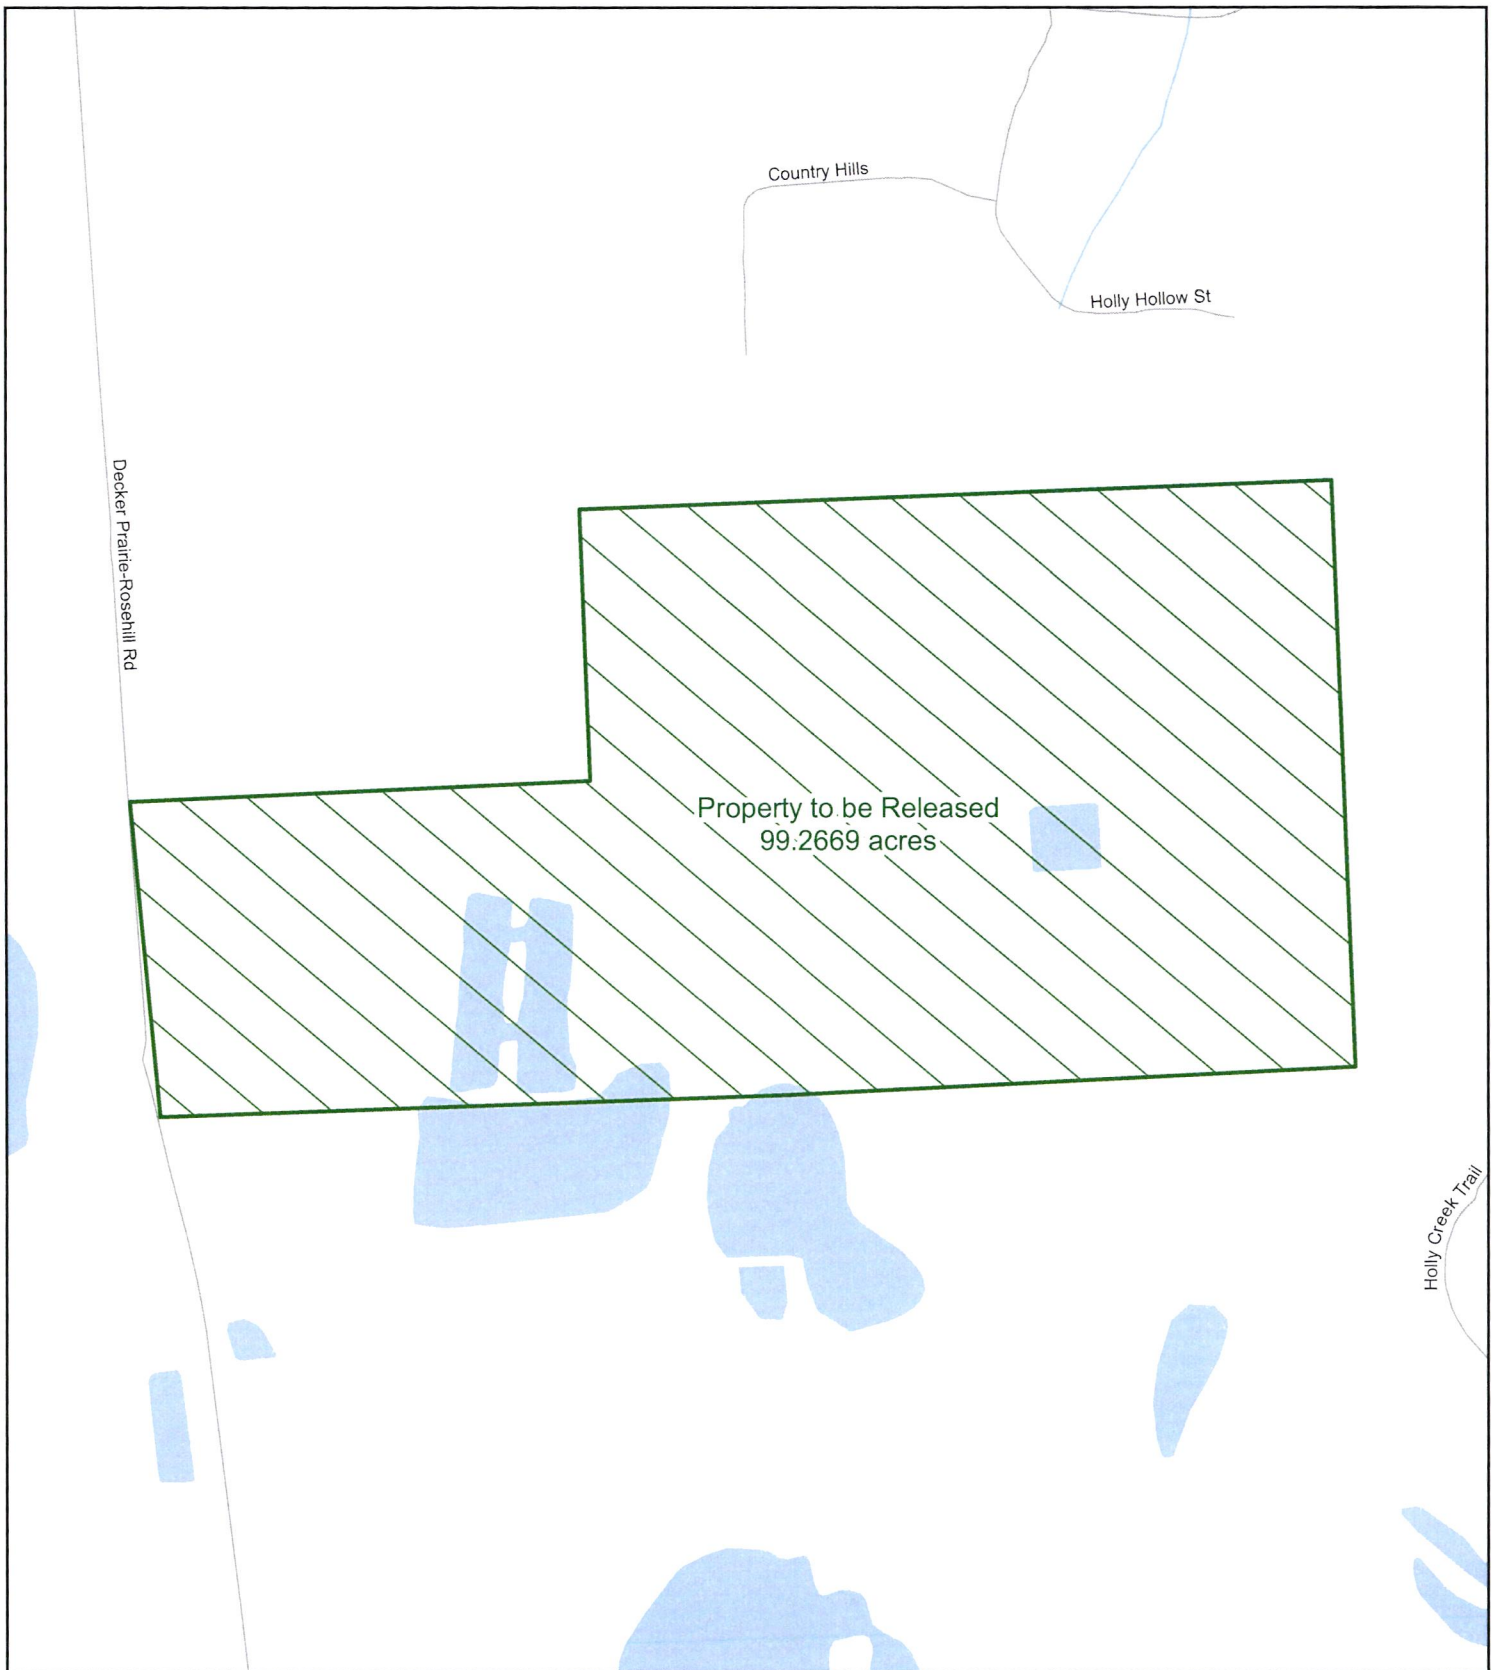 Country Hills
Holly Hollow St
Decker Prairie-Rosehill Rd
Property to be Released
99.2669 acres
Holly Creek Trail